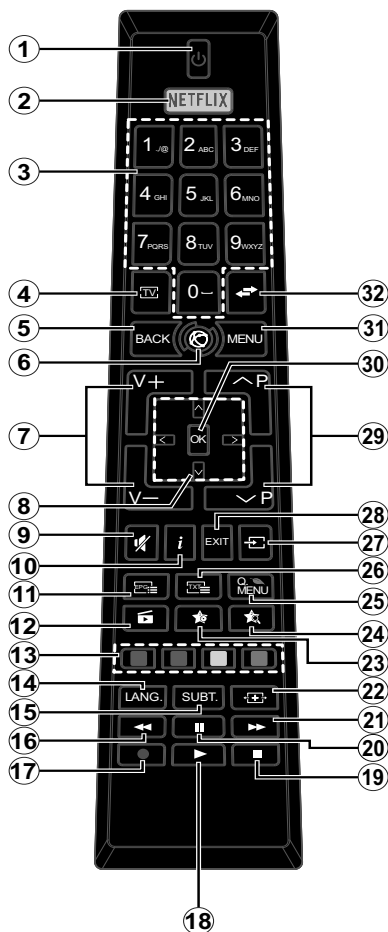 1
NETFLIX
2
1 ./@ 2 ABC 3 DEF
3
4 GHI 5 JKL 6 MNO
7 PQRS 8 TUV 9 WXYZ
4 TV 0 32
5 BACK MENU 31
6 30
V+ P
7 OK 29
8 V− P
28
9 i EXIT 27
10 26
11 EPG TXT Q. MENU 25
12 24
13 23
14 LANG. SUBT. 22
15 21
16 20
17 19
18